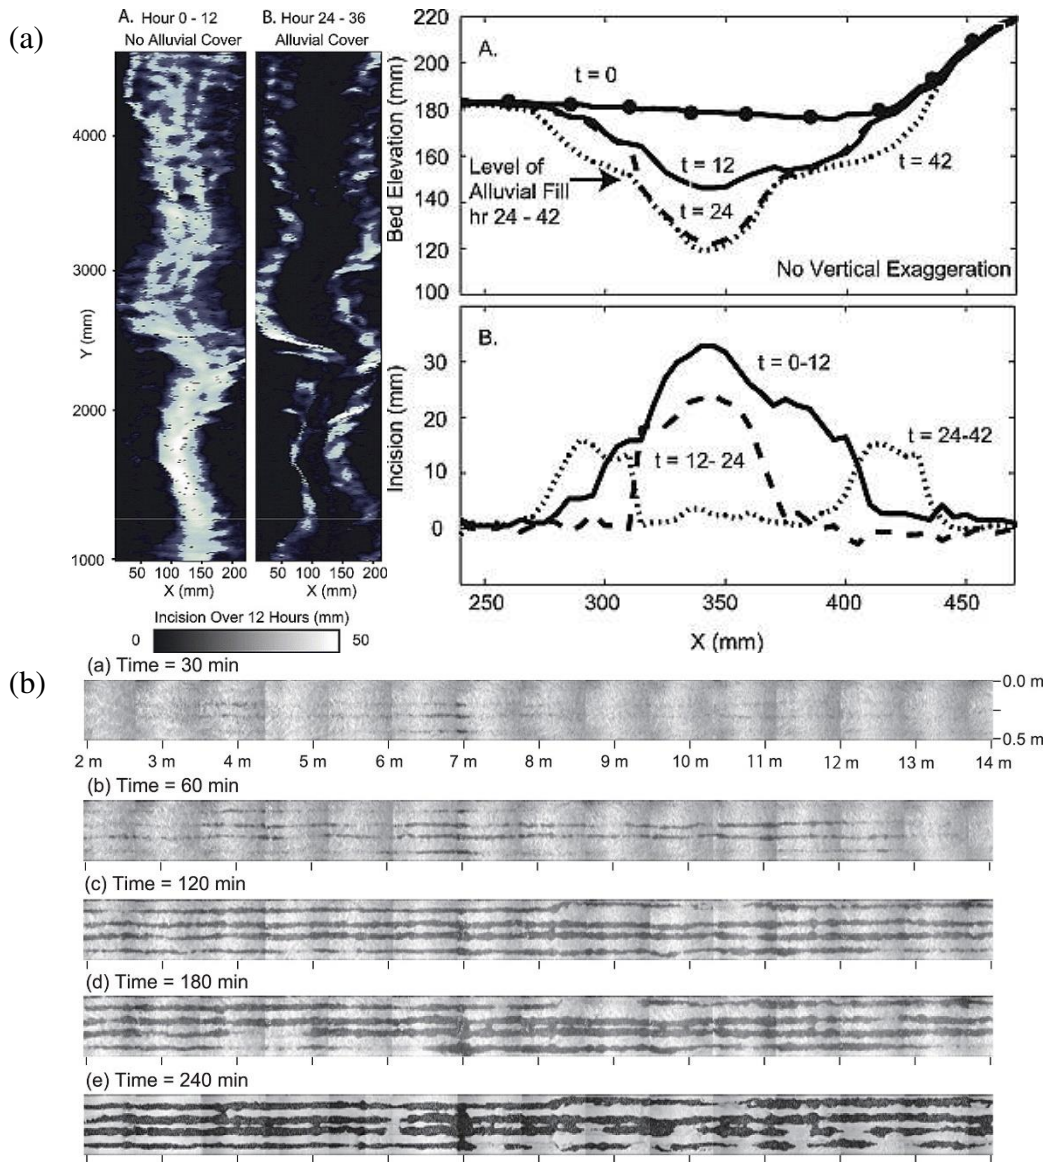 (a)
A. Hour 0 - 12
No Alluvial Cover
B. Hour 24 - 36
Alluvial Cover
4000
3000
2000
1000
Y (mm)
50 100 150 200
X (mm)
50 100 150 200
X (mm)
Incision Over 12 Hours (mm)
0
50
A.
220
200
180
160
140
120
100
Bed Elevation (mm)
t = 0
t = 12
t = 24
t = 42
Level of
Alluvial Fill
hr 24 - 42
No Vertical Exaggeration
B.
30
20
10
0
Incision (mm)
t = 0-12
t = 12- 24
t = 24-42
250 300 350 400 450
X (mm)
(b)
(a) Time = 30 min
0.0 m
0.5 m
2 m 3 m 4 m 5 m 6 m 7 m 8 m 9 m 10 m 11 m 12 m 13 m 14 m
(b) Time = 60 min
(c) Time = 120 min
(d) Time = 180 min
(e) Time = 240 min